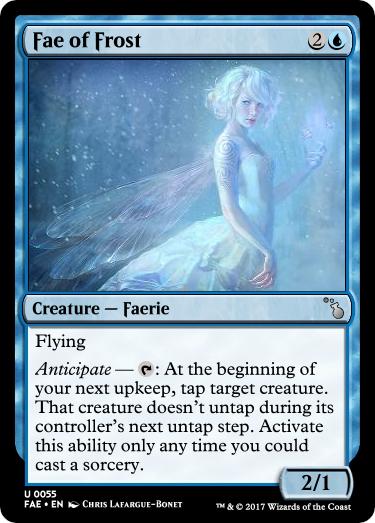 Fae of Frost 2
Creature — Faerie
Flying
Anticipate — : At the beginning of
your next upkeep, tap target creature.
That creature doesn't untap during its
controller's next untap step. Activate
this ability only any time you could
cast a sorcery.
2/1
U 0055
FAE • EN Chris Lafargue-Bonet
™ & © 2017 Wizards of the Coast